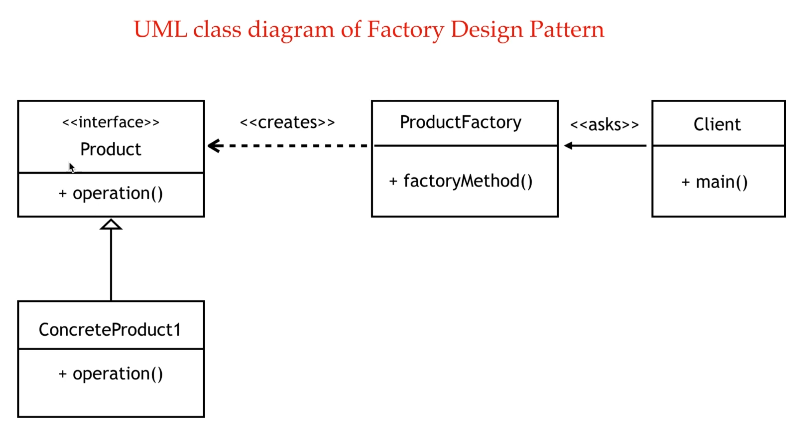 UML class diagram of Factory Design Pattern
<<interface>>
Product
+ operation()
<<creates>>
ProductFactory
+ factoryMethod()
<<asks>>
Client
+ main()
ConcreteProduct1
+ operation()